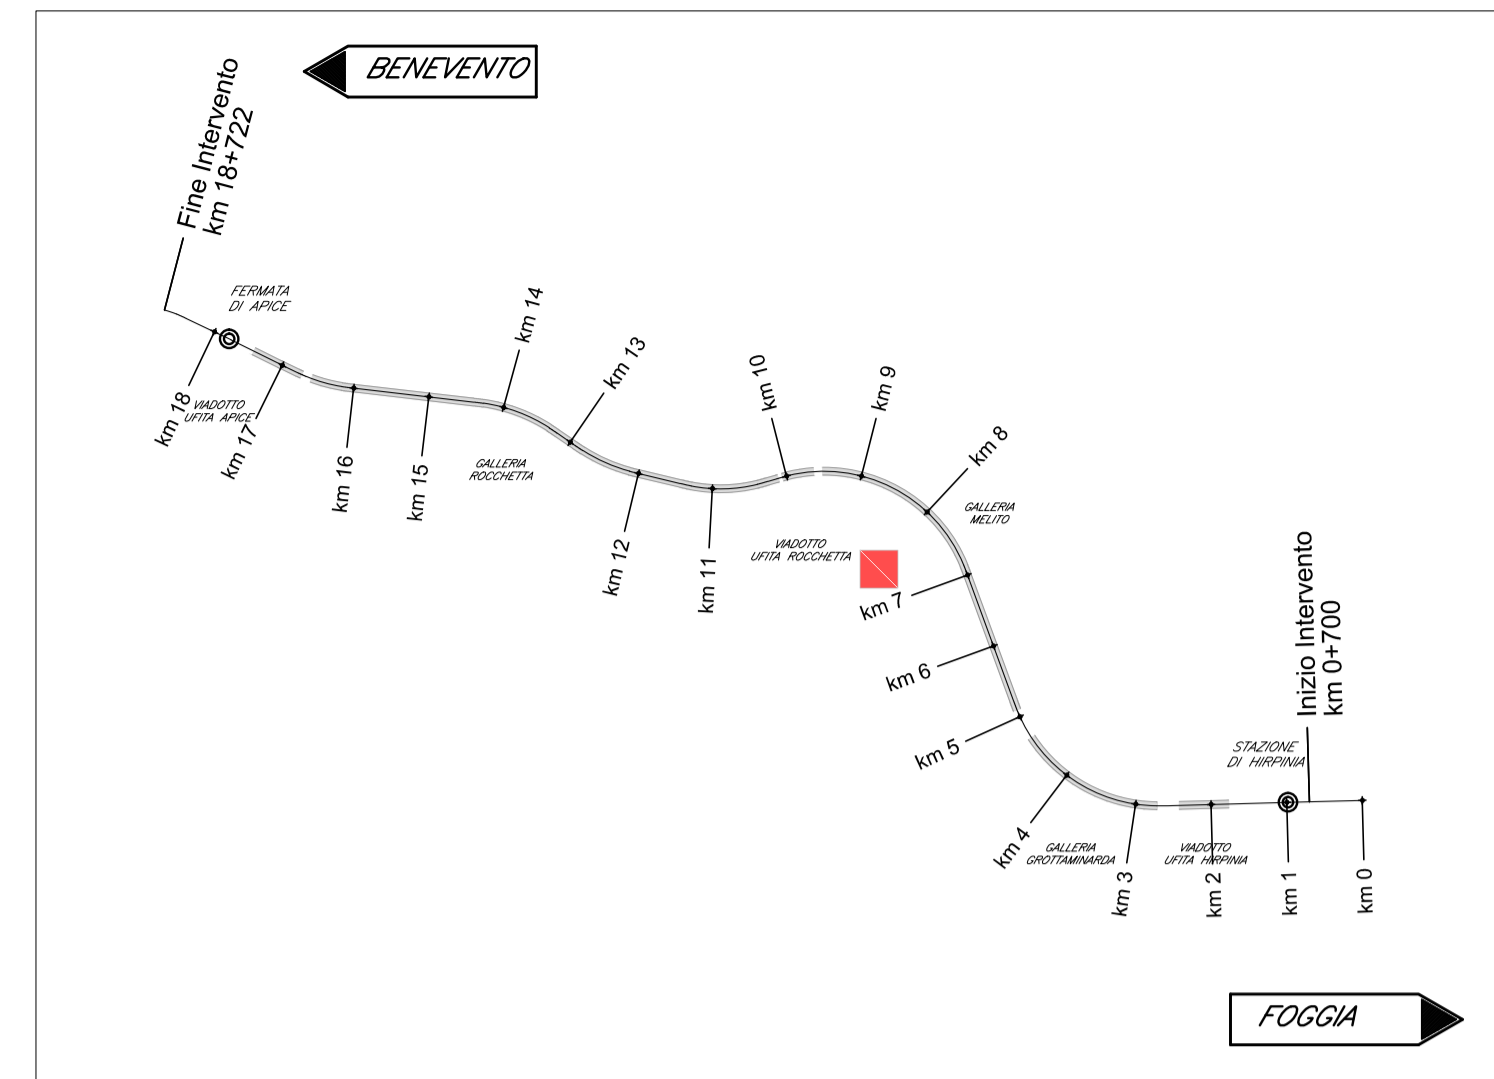 BENEVENTO
Fine Intervento
km 18+722
FERMATA
DI APICE
km 18
VIADOTTO
UFITA APICE
km 17
km 16
km 15
km 14
GALLERIA
ROCCHETTA
km 13
km 12
km 11
km 10
VIADOTTO
UFITA ROCCHETTA
km 9
km 8
GALLERIA
MELITO
km 7
km 6
km 5
km 4
GALLERIA
GROTTAMINARDA
km 3
VIADOTTO
UFITA HIRPINIA
km 2
STAZIONE
DI HIRPINIA
km 1
Inizio Intervento
km 0+700
km 0
FOGGIA